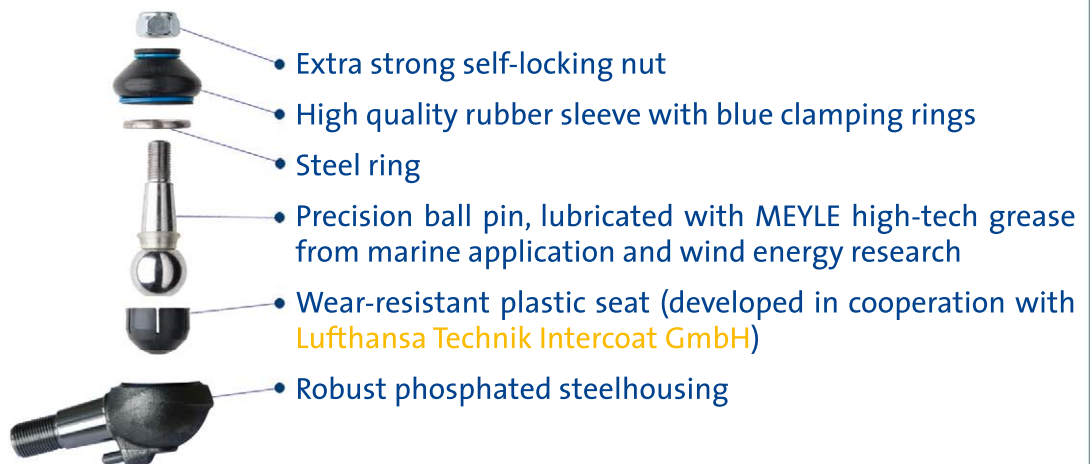 Extra strong self-locking nut
High quality rubber sleeve with blue clamping rings
Steel ring
Precision ball pin, lubricated with MEYLE high-tech grease
from marine application and wind energy research
Wear-resistant plastic seat (developed in cooperation with
Lufthansa Technik Intercoat GmbH)
Robust phosphated steelhousing